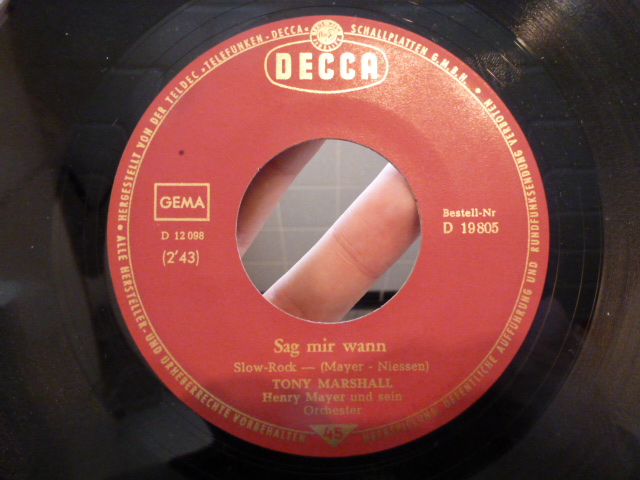 HERGESTELLT VON DER TELDEC »TELEFUNKEN-DECCA« SCHALLPLATTEN G.M.B.H.
DECCA
GEMA
D 12 098
(2'43)
Bestell-Nr
D 19805
Sag mir wann
Slow-Rock — (Mayer - Niessen)
TONY MARSHALL
Henry Mayer und sein
Orchester
45
ALLE HERSTELLER- UND URHEBERRECHTE VORBEHALTEN
ÖFFENTLICHE AUFFÜHRUNG UND RUNDFUNKSENDUNG VERBOTEN